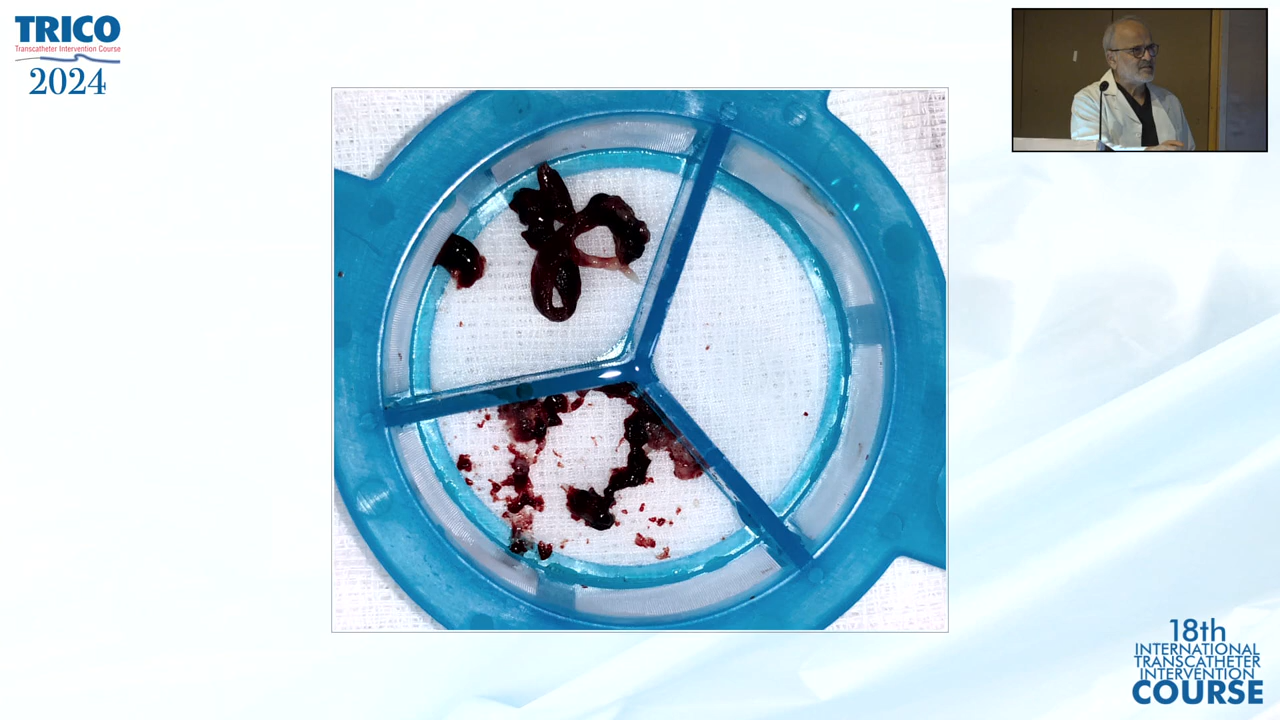 TRICO
Transcatheter Intervention Course
2024
18th
INTERNATIONAL
TRANSCATHETER
INTERVENTION
COURSE